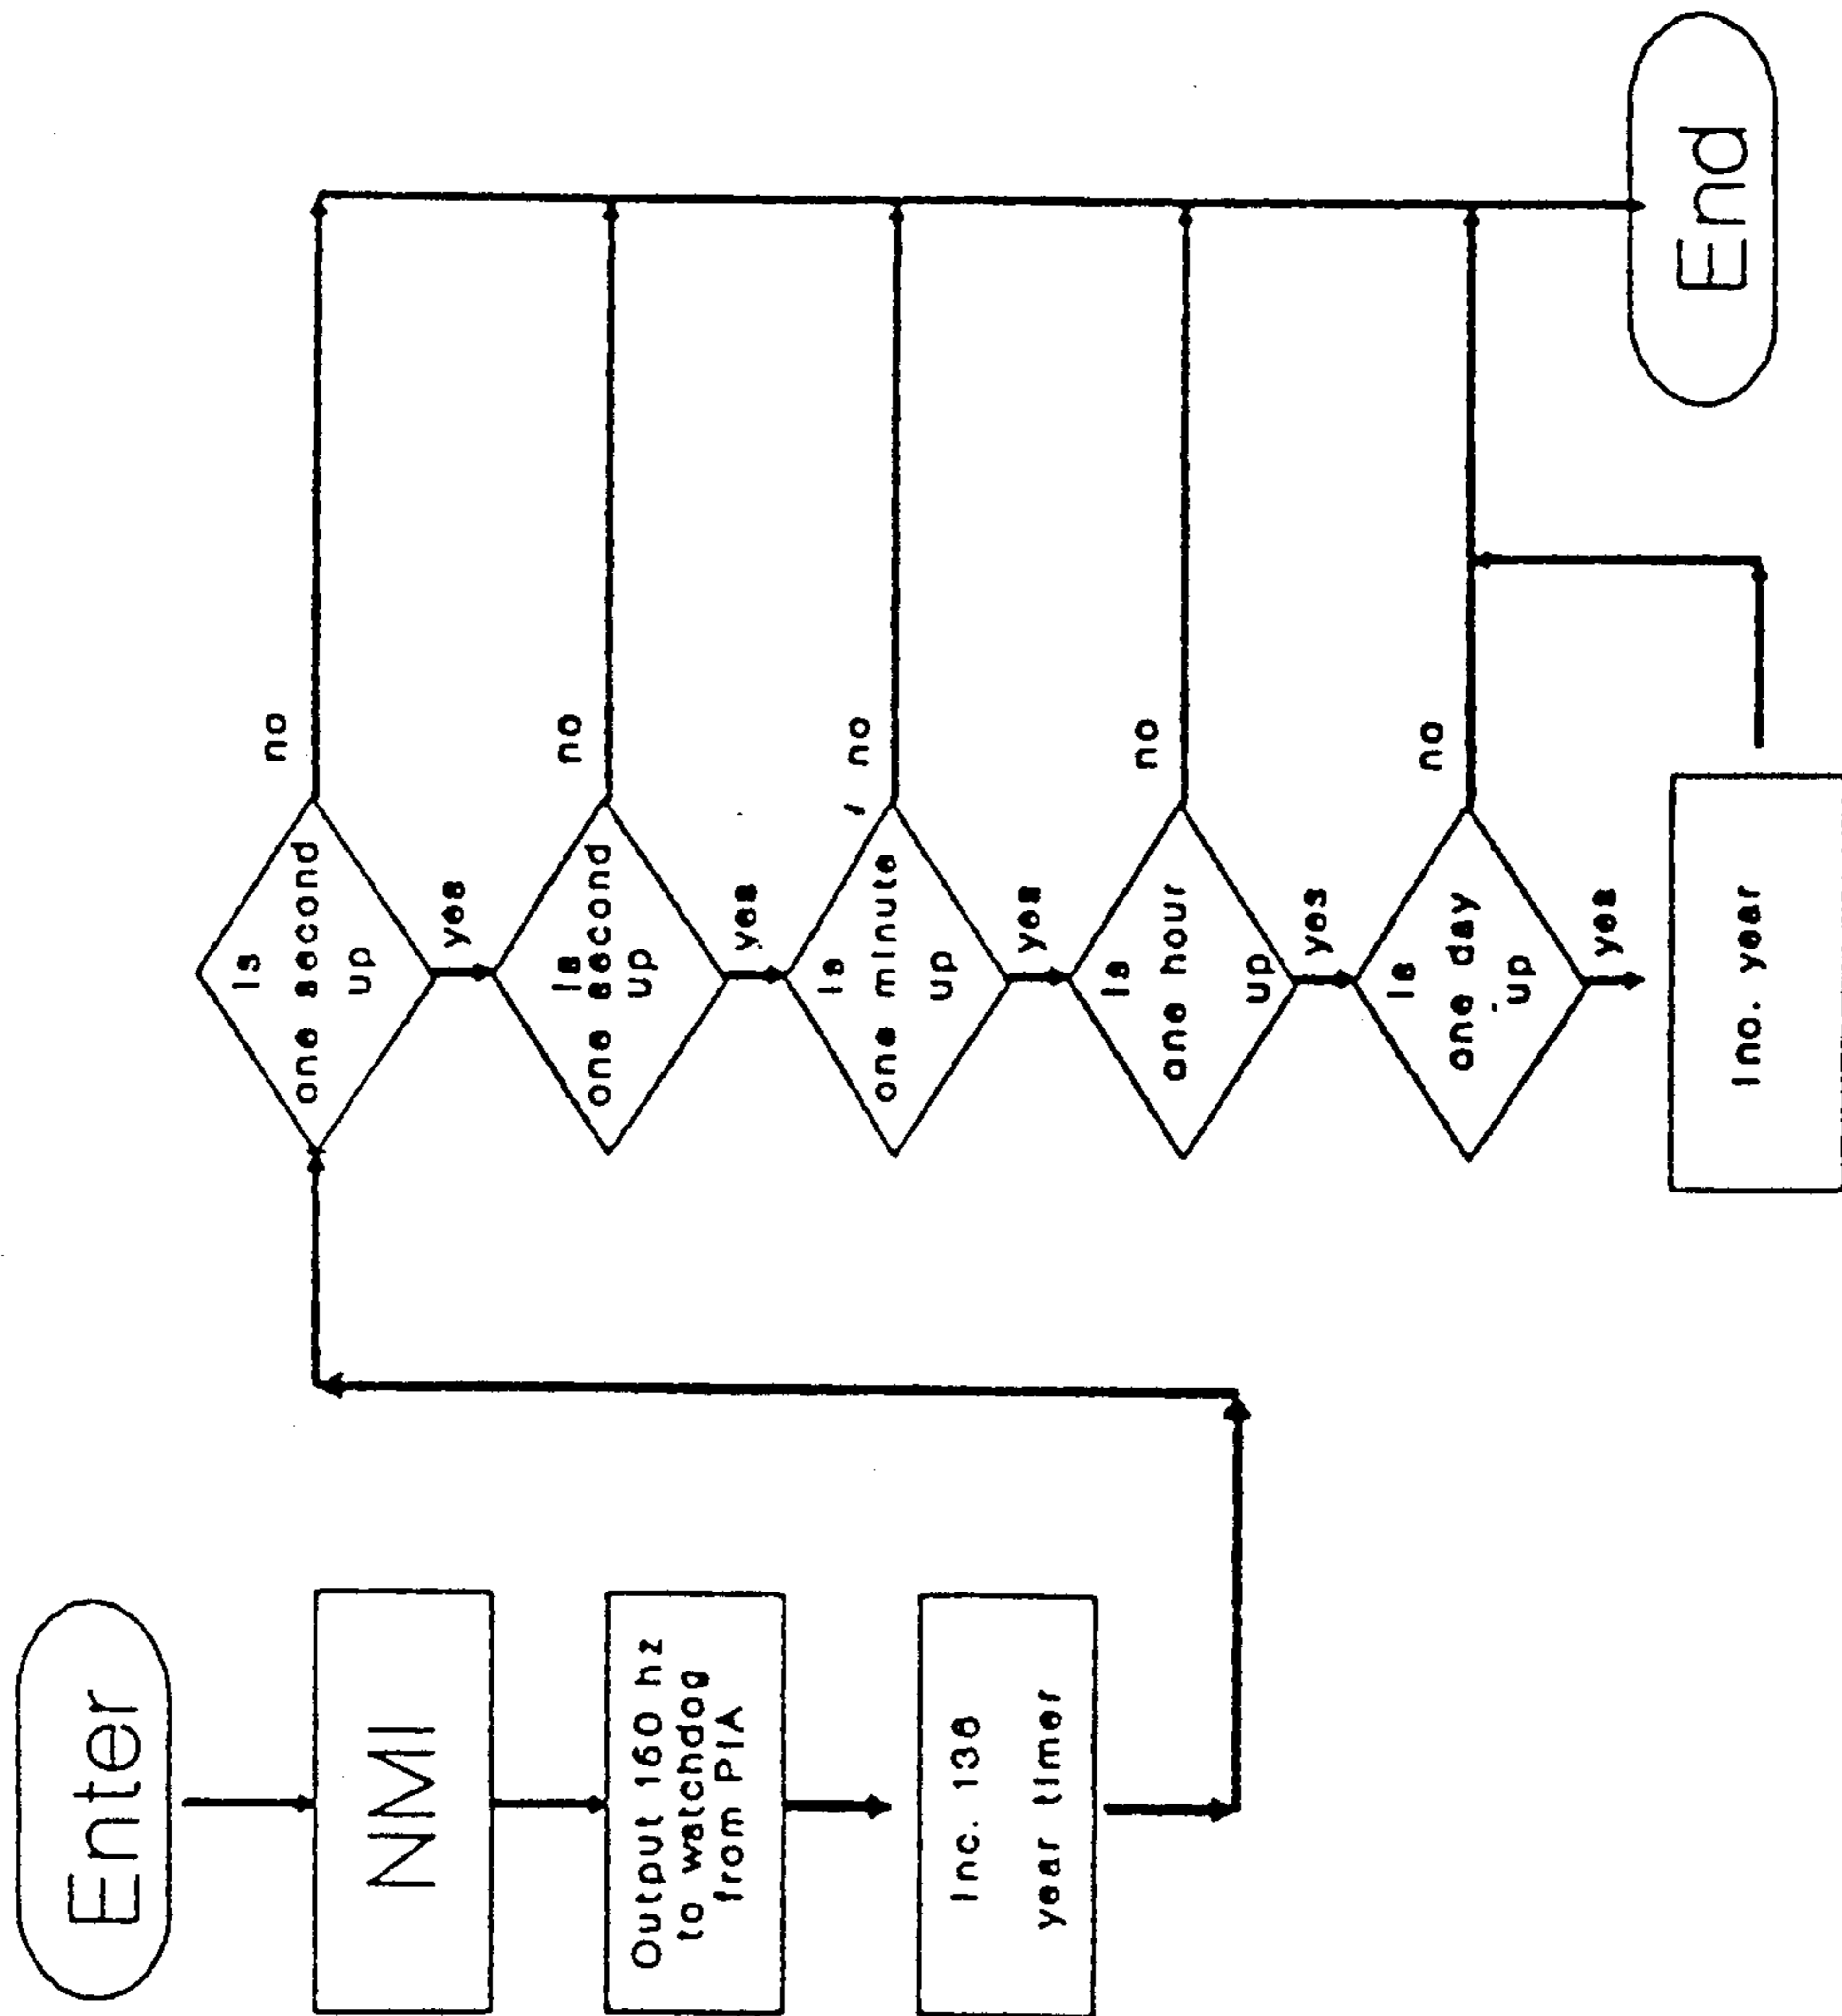 Enter
NMI
Output 160 hz
to watchdog
from PIA
Inc. 136
year timer
Is
one second
up
no
yes
Is
one second
up
no
yes
Is
one minute
up
no
yes
Is
one hour
up
no
yes
Is
one day
up
no
yes
Inc. year
End